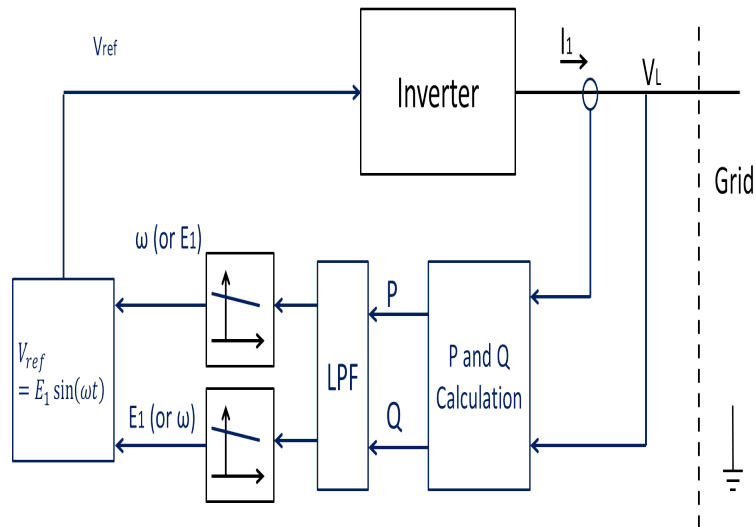 Vref
I1
VL
Inverter
Grid
ω (or E1)
P
Vref
= E1 sin(ωt)
LPF
P and Q
Calculation
E1 (or ω)
Q